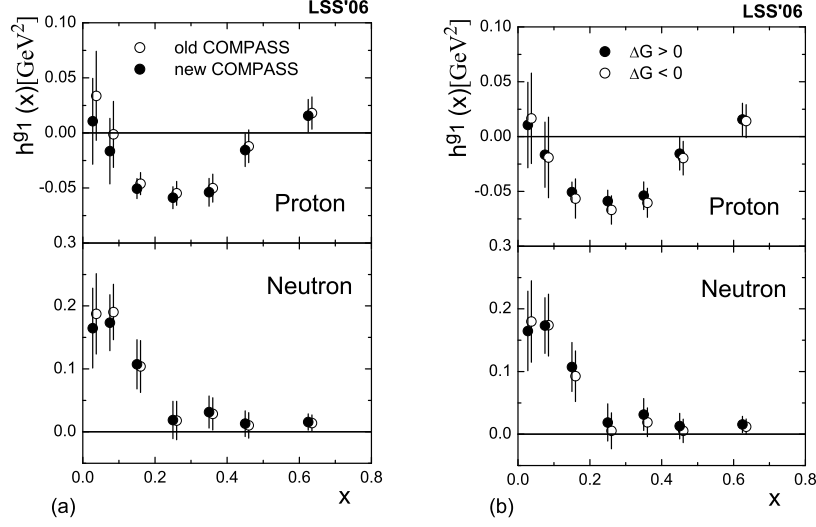 LSS'06
0.10
0.05
0.00
-0.05
h^g1 (x)[GeV²]
old COMPASS
new COMPASS
Proton
0.3
0.2
0.1
0.0
Neutron
0.0 0.2 0.4 0.6 0.8
(a)
X
LSS'06
0.10
0.05
0.00
-0.05
h^g1 (x)[GeV²]
ΔG > 0
ΔG < 0
Proton
0.3
0.2
0.1
0.0
Neutron
0.0 0.2 0.4 0.6 0.8
(b)
X